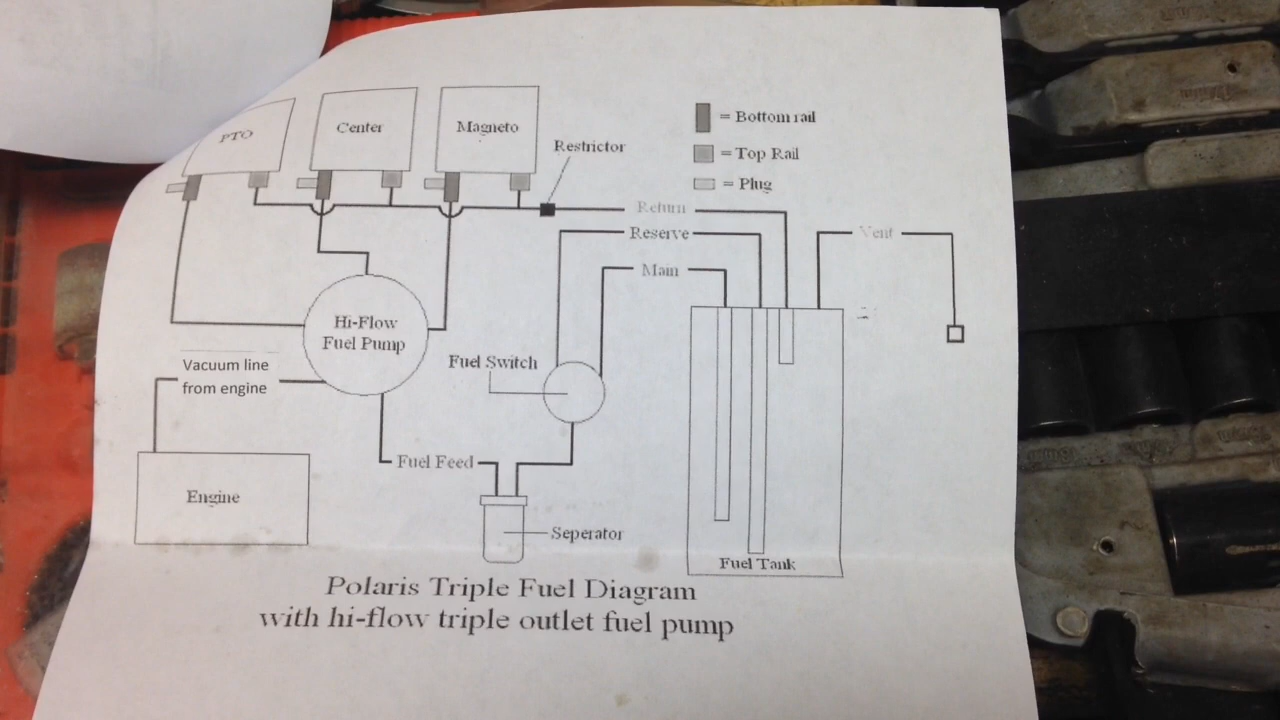 PTO
Center
Magneto
Restrictor
= Bottom rail
= Top Rail
= Plug
Return
Reserve
Main
Vent
Hi-Flow
Fuel Pump
Vacuum line
from engine
Fuel Switch
Engine
Fuel Feed
Seperator
Fuel Tank
Polaris Triple Fuel Diagram
with hi-flow triple outlet fuel pump